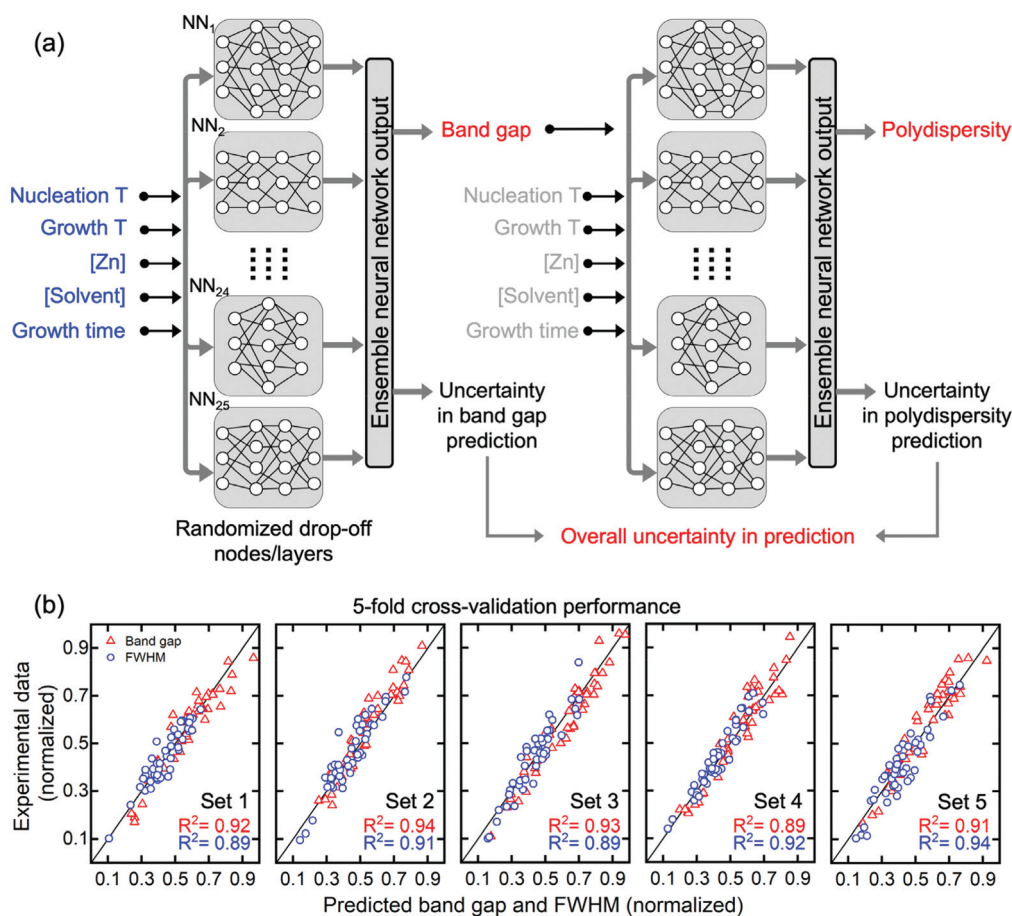 (a)
NN1
NN2
NN24
NN25
Nucleation T
Growth T
[Zn]
[Solvent]
Growth time
Randomized drop-off
nodes/layers
Ensemble neural network output
Band gap
Uncertainty
in band gap
prediction
Nucleation T
Growth T
[Zn]
[Solvent]
Growth time
Ensemble neural network output
Polydispersity
Uncertainty
in polydispersity
prediction
Overall uncertainty in prediction
(b)
5-fold cross-validation performance
Experimental data
(normalized)
0.9
0.7
0.5
0.3
0.1
Band gap
FWHM
Set 1
R2= 0.92
R2= 0.89
Set 2
R2= 0.94
R2= 0.91
Set 3
R2= 0.93
R2= 0.89
Set 4
R2= 0.89
R2= 0.92
Set 5
R2= 0.91
R2= 0.94
0.1 0.3 0.5 0.7 0.9
0.1 0.3 0.5 0.7 0.9
0.1 0.3 0.5 0.7 0.9
0.1 0.3 0.5 0.7 0.9
0.1 0.3 0.5 0.7 0.9
Predicted band gap and FWHM (normalized)